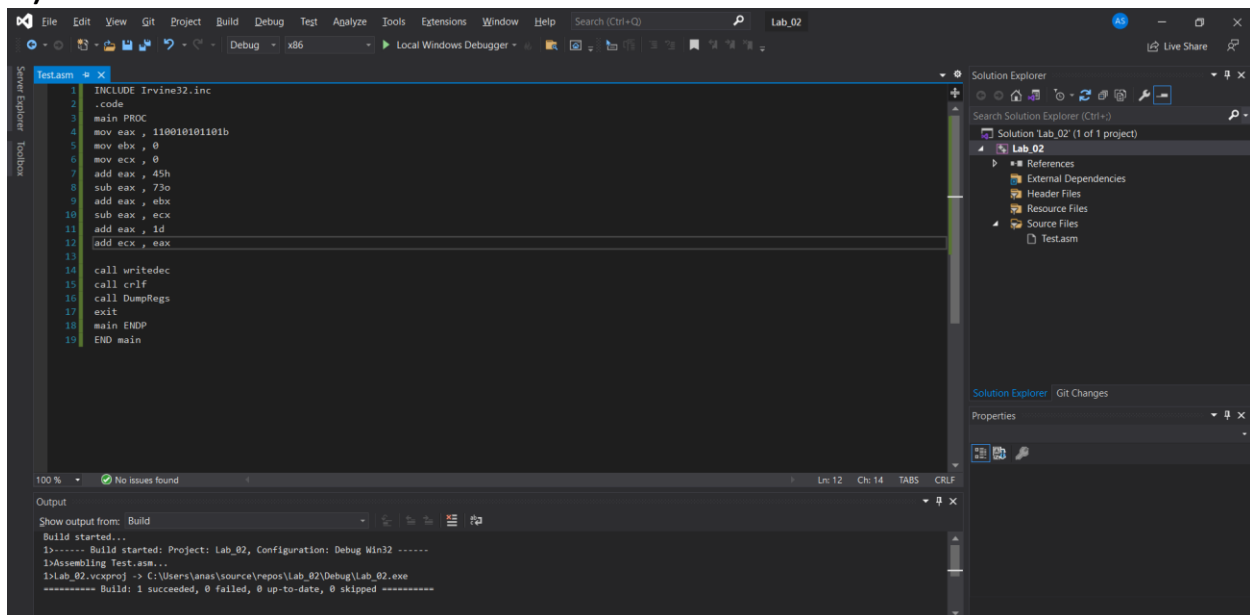 File Edit View Git Project Build Debug Test Analyze Tools Extensions Window Help Search (Ctrl+Q) Lab_02 AS
Debug x86 Local Windows Debugger Live Share
Server Explorer
Toolbox
Test.asm
1 INCLUDE Irvine32.inc
2 .code
3 main PROC
4 mov eax , 110010101101b
5 mov ebx , 0
6 mov ecx , 0
7 add eax , 45h
8 sub eax , 73o
9 add eax , ebx
10 sub eax , ecx
11 add eax , 1d
12 add ecx , eax
13
14 call writedec
15 call crlf
16 call DumpRegs
17 exit
18 main ENDP
19 END main
100 % No issues found Ln: 12 Ch: 14 TABS CRLF
Output
Show output from: Build
Build started...
1>------ Build started: Project: Lab_02, Configuration: Debug Win32 ------
1>Assembling Test.asm...
1>Lab_02.vcxproj -> C:\Users\anas\source\repos\Lab_02\Debug\Lab_02.exe
========== Build: 1 succeeded, 0 failed, 0 up-to-date, 0 skipped ==========
Solution Explorer
Search Solution Explorer (Ctrl+;)
Solution 'Lab_02' (1 of 1 project)
Lab_02
References
External Dependencies
Header Files
Resource Files
Source Files
Test.asm
Solution Explorer Git Changes
Properties